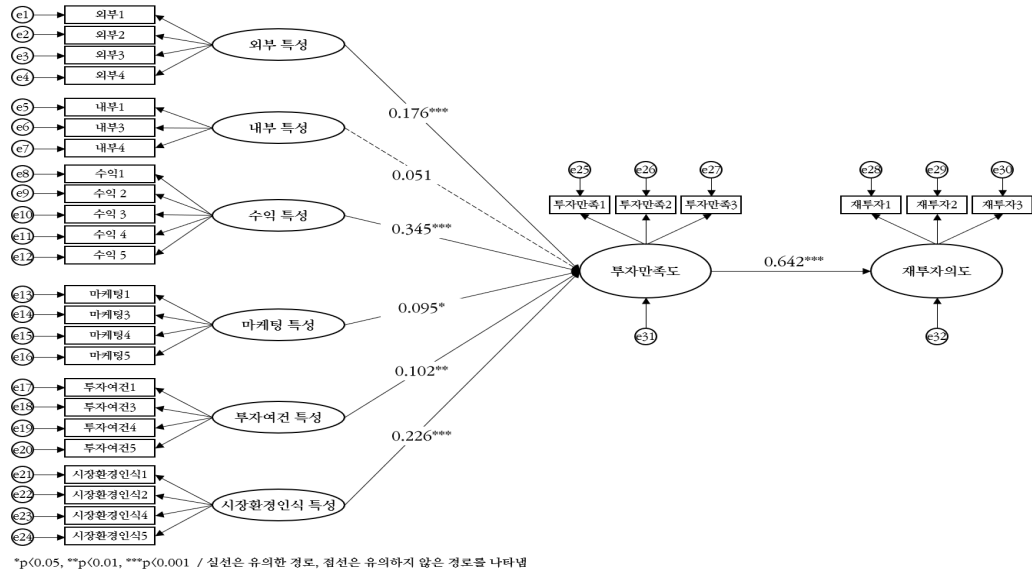 e1 외부1
e2 외부2
e3 외부3
e4 외부4
외부 특성
0.176***
e5 내부1
e6 내부3
e7 내부4
내부 특성
0.051
e8 수익1
e9 수익 2
e10 수익 3
e11 수익 4
e12 수익 5
수익 특성
0.345***
e13 마케팅1
e14 마케팅3
e15 마케팅4
e16 마케팅5
마케팅 특성
0.095*
e17 투자여건1
e18 투자여건3
e19 투자여건4
e20 투자여건5
투자여건 특성
0.102**
e21 시장환경인식1
e22 시장환경인식2
e23 시장환경인식4
e24 시장환경인식5
시장환경인식 특성
0.226***
e25 e26 e27
투자만족1 투자만족2 투자만족3
투자만족도
e31
0.642***
e28 e29 e30
재투자1 재투자2 재투자3
재투자의도
e32
*p<0.05, **p<0.01, ***p<0.001 / 실선은 유의한 경로, 점선은 유의하지 않은 경로를 나타냄